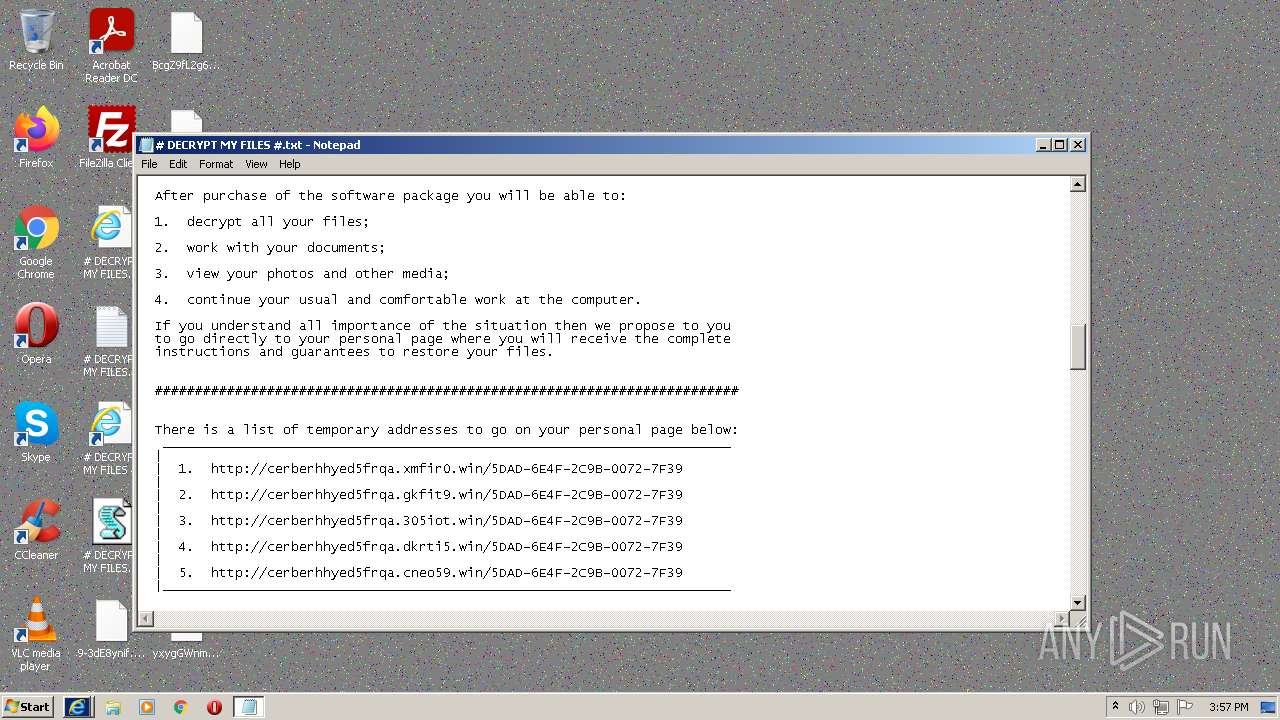 Recycle Bin
Acrobat
Reader DC
BcgZ9fL2g6...
Firefox
FileZilla Clie
Google
Chrome
# DECRYP
MY FILES.
Opera
# DECRYP
MY FILES.
Skype
# DECRYP
MY FILES.
CCleaner
# DECRYP
MY FILES.
VLC media
player
9-3dE8ynif....
yxygGWnm...
# DECRYPT MY FILES #.txt - Notepad
File Edit Format View Help
After purchase of the software package you will be able to:
1. decrypt all your files;
2. work with your documents;
3. view your photos and other media;
4. continue your usual and comfortable work at the computer.
If you understand all importance of the situation then we propose to you
to go directly to your personal page where you will receive the complete
instructions and guarantees to restore your files.
#########################################################################
There is a list of temporary addresses to go on your personal page below:
1. http://cerberhhyed5frqa.xmfir0.win/5DAD-6E4F-2C9B-0072-7F39
2. http://cerberhhyed5frqa.gkfit9.win/5DAD-6E4F-2C9B-0072-7F39
3. http://cerberhhyed5frqa.305iot.win/5DAD-6E4F-2C9B-0072-7F39
4. http://cerberhhyed5frqa.dkrti5.win/5DAD-6E4F-2C9B-0072-7F39
5. http://cerberhhyed5frqa.cneo59.win/5DAD-6E4F-2C9B-0072-7F39
ANY RUN
Start
3:57 PM